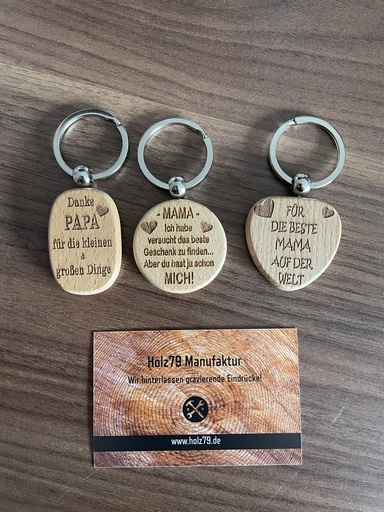 Danke
PAPA
für die kleinen
&
großen Dinge
- MAMA -
Ich habe
veraucht das beste
Geschenk zu finden...
Aber du hast ja schon
MICH!
FÜR
DIE BESTE
MAMA
AUF DER
WELT
Holz79 Manufaktur
Wir hinterlassen gravierende Eindrücke!
www.holz79.de